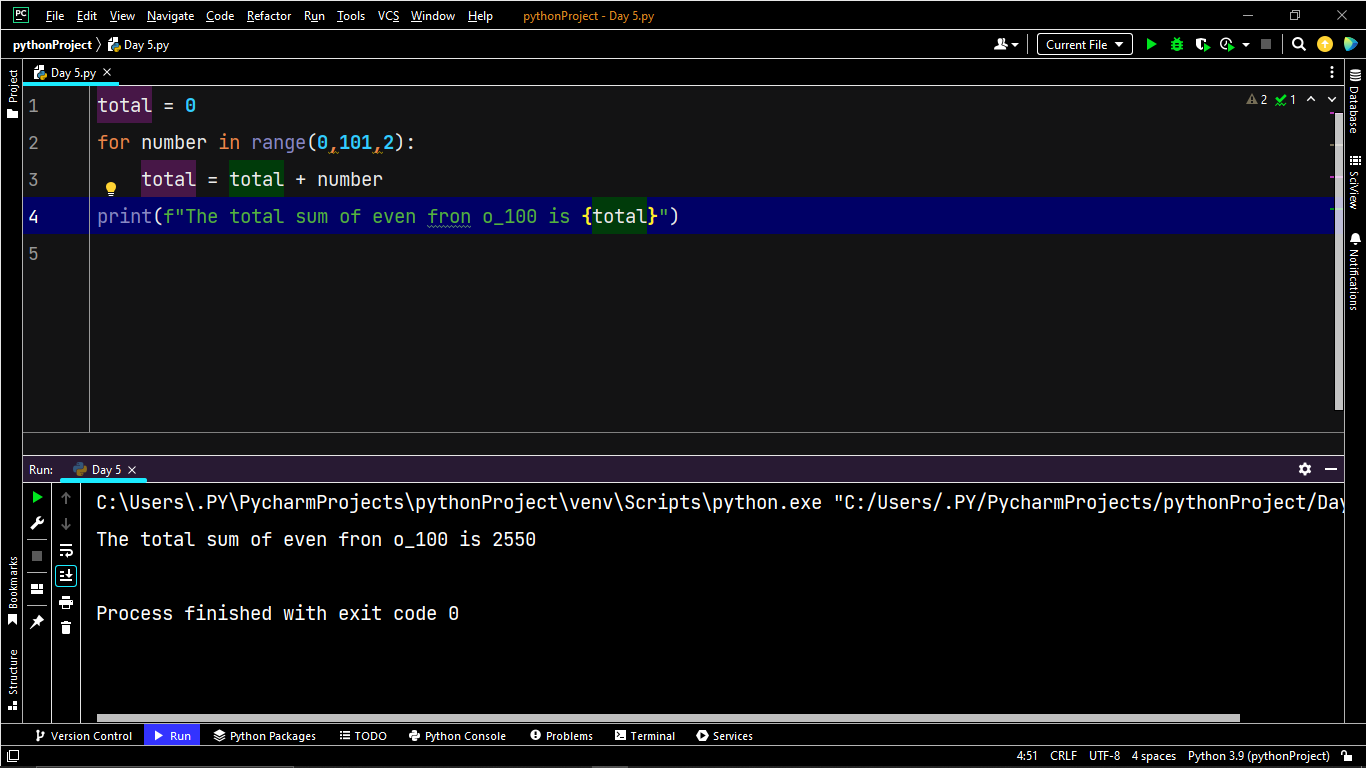 PC File Edit View Navigate Code Refactor Run Tools VCS Window Help pythonProject - Day 5.py
pythonProject Day 5.py Current File
Project
Day 5.py
2 1
1 total = 0
2 for number in range(0,101,2):
3 total = total + number
4 print(f"The total sum of even fron o_100 is {total}")
5
Database
SciView
Notifications
Run: Day 5
C:\Users\.PY\PycharmProjects\pythonProject\venv\Scripts\python.exe "C:/Users/.PY/PycharmProjects/pythonProject/Day
The total sum of even fron o_100 is 2550
Process finished with exit code 0
Bookmarks
Structure
Version Control Run Python Packages TODO Python Console Problems Terminal Services
4:51 CRLF UTF-8 4 spaces Python 3.9 (pythonProject)